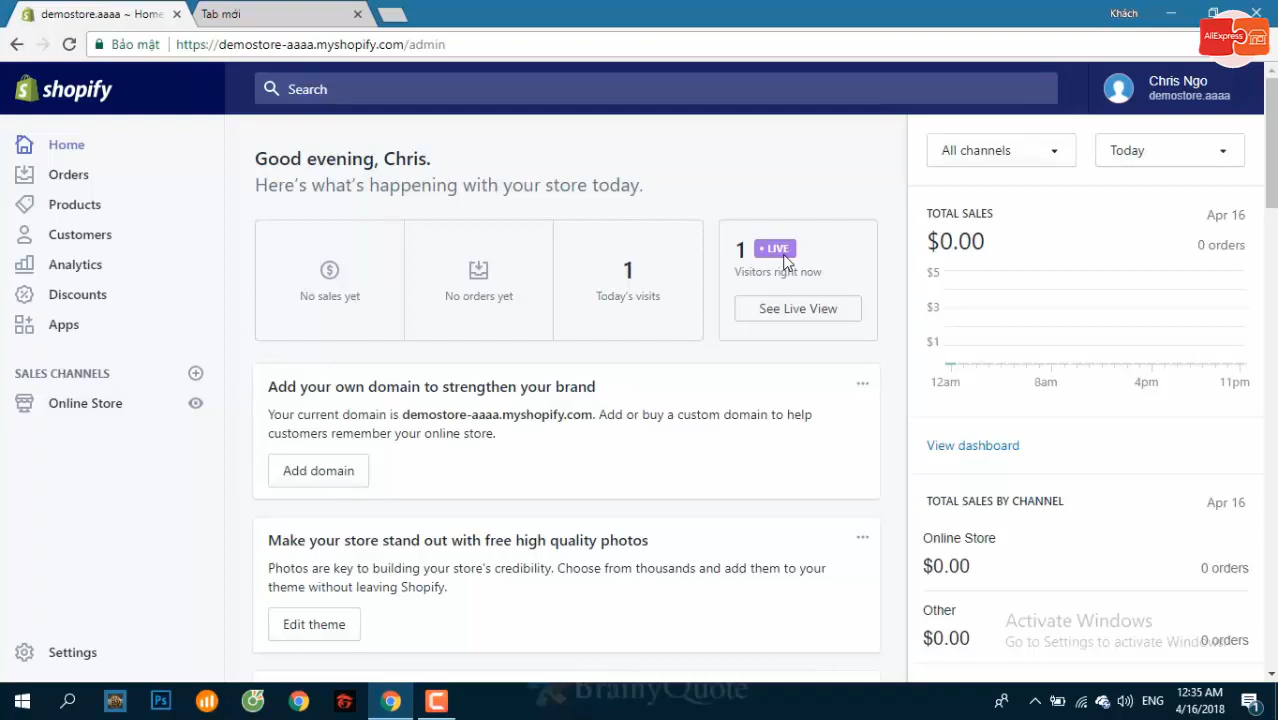 demostore.aaaa ~ Home
Tab mới
Khách
Bảo mật
https://demostore-aaaa.myshopify.com/admin
AliExpress
shopify
Search
Chris Ngo
demostore.aaaa
Home
Orders
Products
Customers
Analytics
Discounts
Apps
SALES CHANNELS
Online Store
Settings
Good evening, Chris.
Here's what's happening with your store today.
No sales yet
No orders yet
1
Today's visits
1 • LIVE
Visitors right now
See Live View
Add your own domain to strengthen your brand
Your current domain is demostore-aaaa.myshopify.com. Add or buy a custom domain to help
customers remember your online store.
Add domain
Make your store stand out with free high quality photos
Photos are key to building your store's credibility. Choose from thousands and add them to your
theme without leaving Shopify.
Edit theme
All channels
Today
TOTAL SALES
Apr 16
$0.00
0 orders
$5
$3
$1
12am
8am
4pm
11pm
View dashboard
TOTAL SALES BY CHANNEL
Apr 16
Online Store
$0.00
0 orders
Other
$0.00
0 orders
Activate Windows
Go to Settings to activate Windows.
BrainyQuote
Ps
ENG
12:35 AM
4/16/2018
1